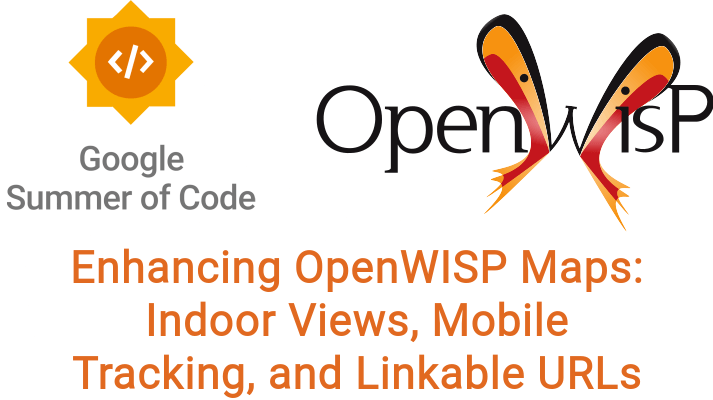 </>
Google
Summer of Code
OpenWisP
Enhancing OpenWISP Maps:
Indoor Views, Mobile
Tracking, and Linkable URLs